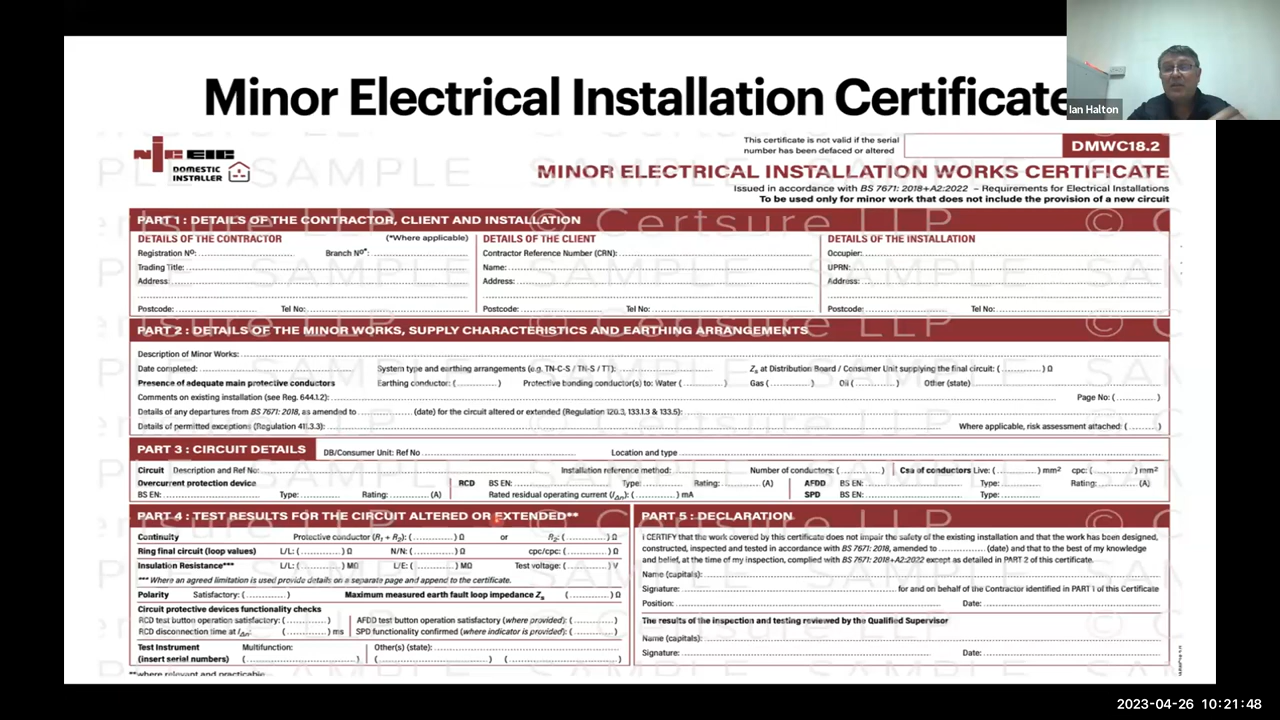 Minor Electrical Installation Certificate
Ian Halton
NICEIC
DOMESTIC
INSTALLER
This certificate is not valid if the serial
number has been defaced or altered
DMWC18.2
MINOR ELECTRICAL INSTALLATION WORKS CERTIFICATE
Issued in accordance with BS 7671: 2018+A2:2022 – Requirements for Electrical Installations
To be used only for minor work that does not include the provision of a new circuit
PART 1 : DETAILS OF THE CONTRACTOR, CLIENT AND INSTALLATION
DETAILS OF THE CONTRACTOR (*Where applicable)
Registration No: Branch No*:
Trading Title:
Address:
Postcode: Tel No:
DETAILS OF THE CLIENT
Contractor Reference Number (CRN):
Name:
Address:
Postcode: Tel No:
DETAILS OF THE INSTALLATION
Occupier:
UPRN:
Address:
Postcode: Tel No:
PART 2 : DETAILS OF THE MINOR WORKS, SUPPLY CHARACTERISTICS AND EARTHING ARRANGEMENTS
Description of Minor Works:
Date completed: System type and earthing arrangements (e.g. TN-C-S / TN-S / TT): Zs at Distribution Board / Consumer Unit supplying the final circuit: (............) Ω
Presence of adequate main protective conductors Earthing conductor: (............) Protective bonding conductor(s) to: Water (............) Gas (............) Oil (............) Other (state)
Comments on existing installation (see Reg. 644.1.2): Page No: (............)
Details of any departures from BS 7671: 2018, as amended to ............ (date) for the circuit altered or extended (Regulation 120.3, 133.1.3 & 133.5):
Details of permitted exceptions (Regulation 411.3.3): Where applicable, risk assessment attached: (............)
PART 3 : CIRCUIT DETAILS DB/Consumer Unit: Ref No Location and type
Circuit Description and Ref No: Installation reference method: Number of conductors: (............) Csa of conductors Live: (............) mm² cpc: (............) mm²
Overcurrent protection device RCD BS EN: Type: Rating: (A) AFDD BS EN: Type: Rating: (A)
BS EN: Type: Rating: (A) Rated residual operating current (IΔn): (............) mA SPD BS EN: Type:
PART 4 : TEST RESULTS FOR THE CIRCUIT ALTERED OR EXTENDED**
Continuity Protective conductor (R1 + R2): (............) Ω or R2: (............) Ω
Ring final circuit (loop values) L/L: (............) Ω N/N: (............) Ω cpc/cpc: (............) Ω
Insulation Resistance*** L/L: (............) MΩ L/E: (............) MΩ Test voltage: (............) V
*** Where an agreed limitation is used provide details on a separate page and append to the certificate.
Polarity Satisfactory: (............) Maximum measured earth fault loop impedance Zs (............) Ω
Circuit protective devices functionality checks
RCD test button operation satisfactory: (............) AFDD test button operation satisfactory (where provided): (............)
RCD disconnection time at IΔn: (............) ms SPD functionality confirmed (where indicator is provided): (............)
Test Instrument Multifunction: Other(s) (state):
(insert serial numbers) (............) (............) (............)
**where relevant and practicable
PART 5 : DECLARATION
I CERTIFY that the work covered by this certificate does not impair the safety of the existing installation and that the work has been designed,
constructed, inspected and tested in accordance with BS 7671: 2018, amended to ............ (date) and that to the best of my knowledge
and belief, at the time of my inspection, complied with BS 7671: 2018+A2:2022 except as detailed in PART 2 of this certificate.
Name (capitals):
Signature: for and on behalf of the Contractor identified in PART 1 of this Certificate
Position: Date:
The results of the inspection and testing reviewed by the Qualified Supervisor
Name (capitals):
Signature: Date:
SAMPLE
© Certsure LLP
2023-04-26 10:21:48